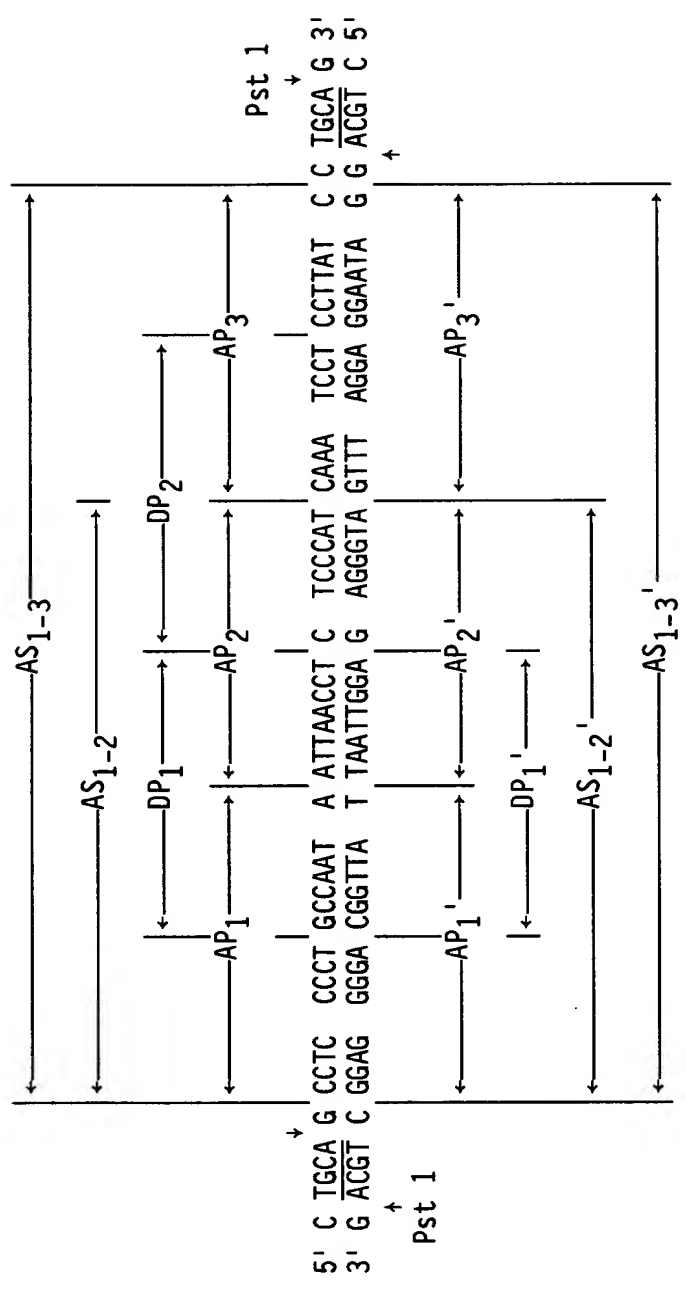 AS1-3
AS1-2
DP1 DP2
AP1 AP2 AP3
Pst 1
5' C TGCA G CCTC CCCT GCCAAT A ATTAACCT C TCCCAT CAAA TCCT CCTTAT C C TGCA G 3'
3' G ACGT C GGAG GGGA CGGTTA T TAATTGGA G AGGGTA GTTT AGGA GGAATA G G ACGT C 5'
Pst 1
AP1' AP2' AP3'
DP1'
AS1-2'
AS1-3'